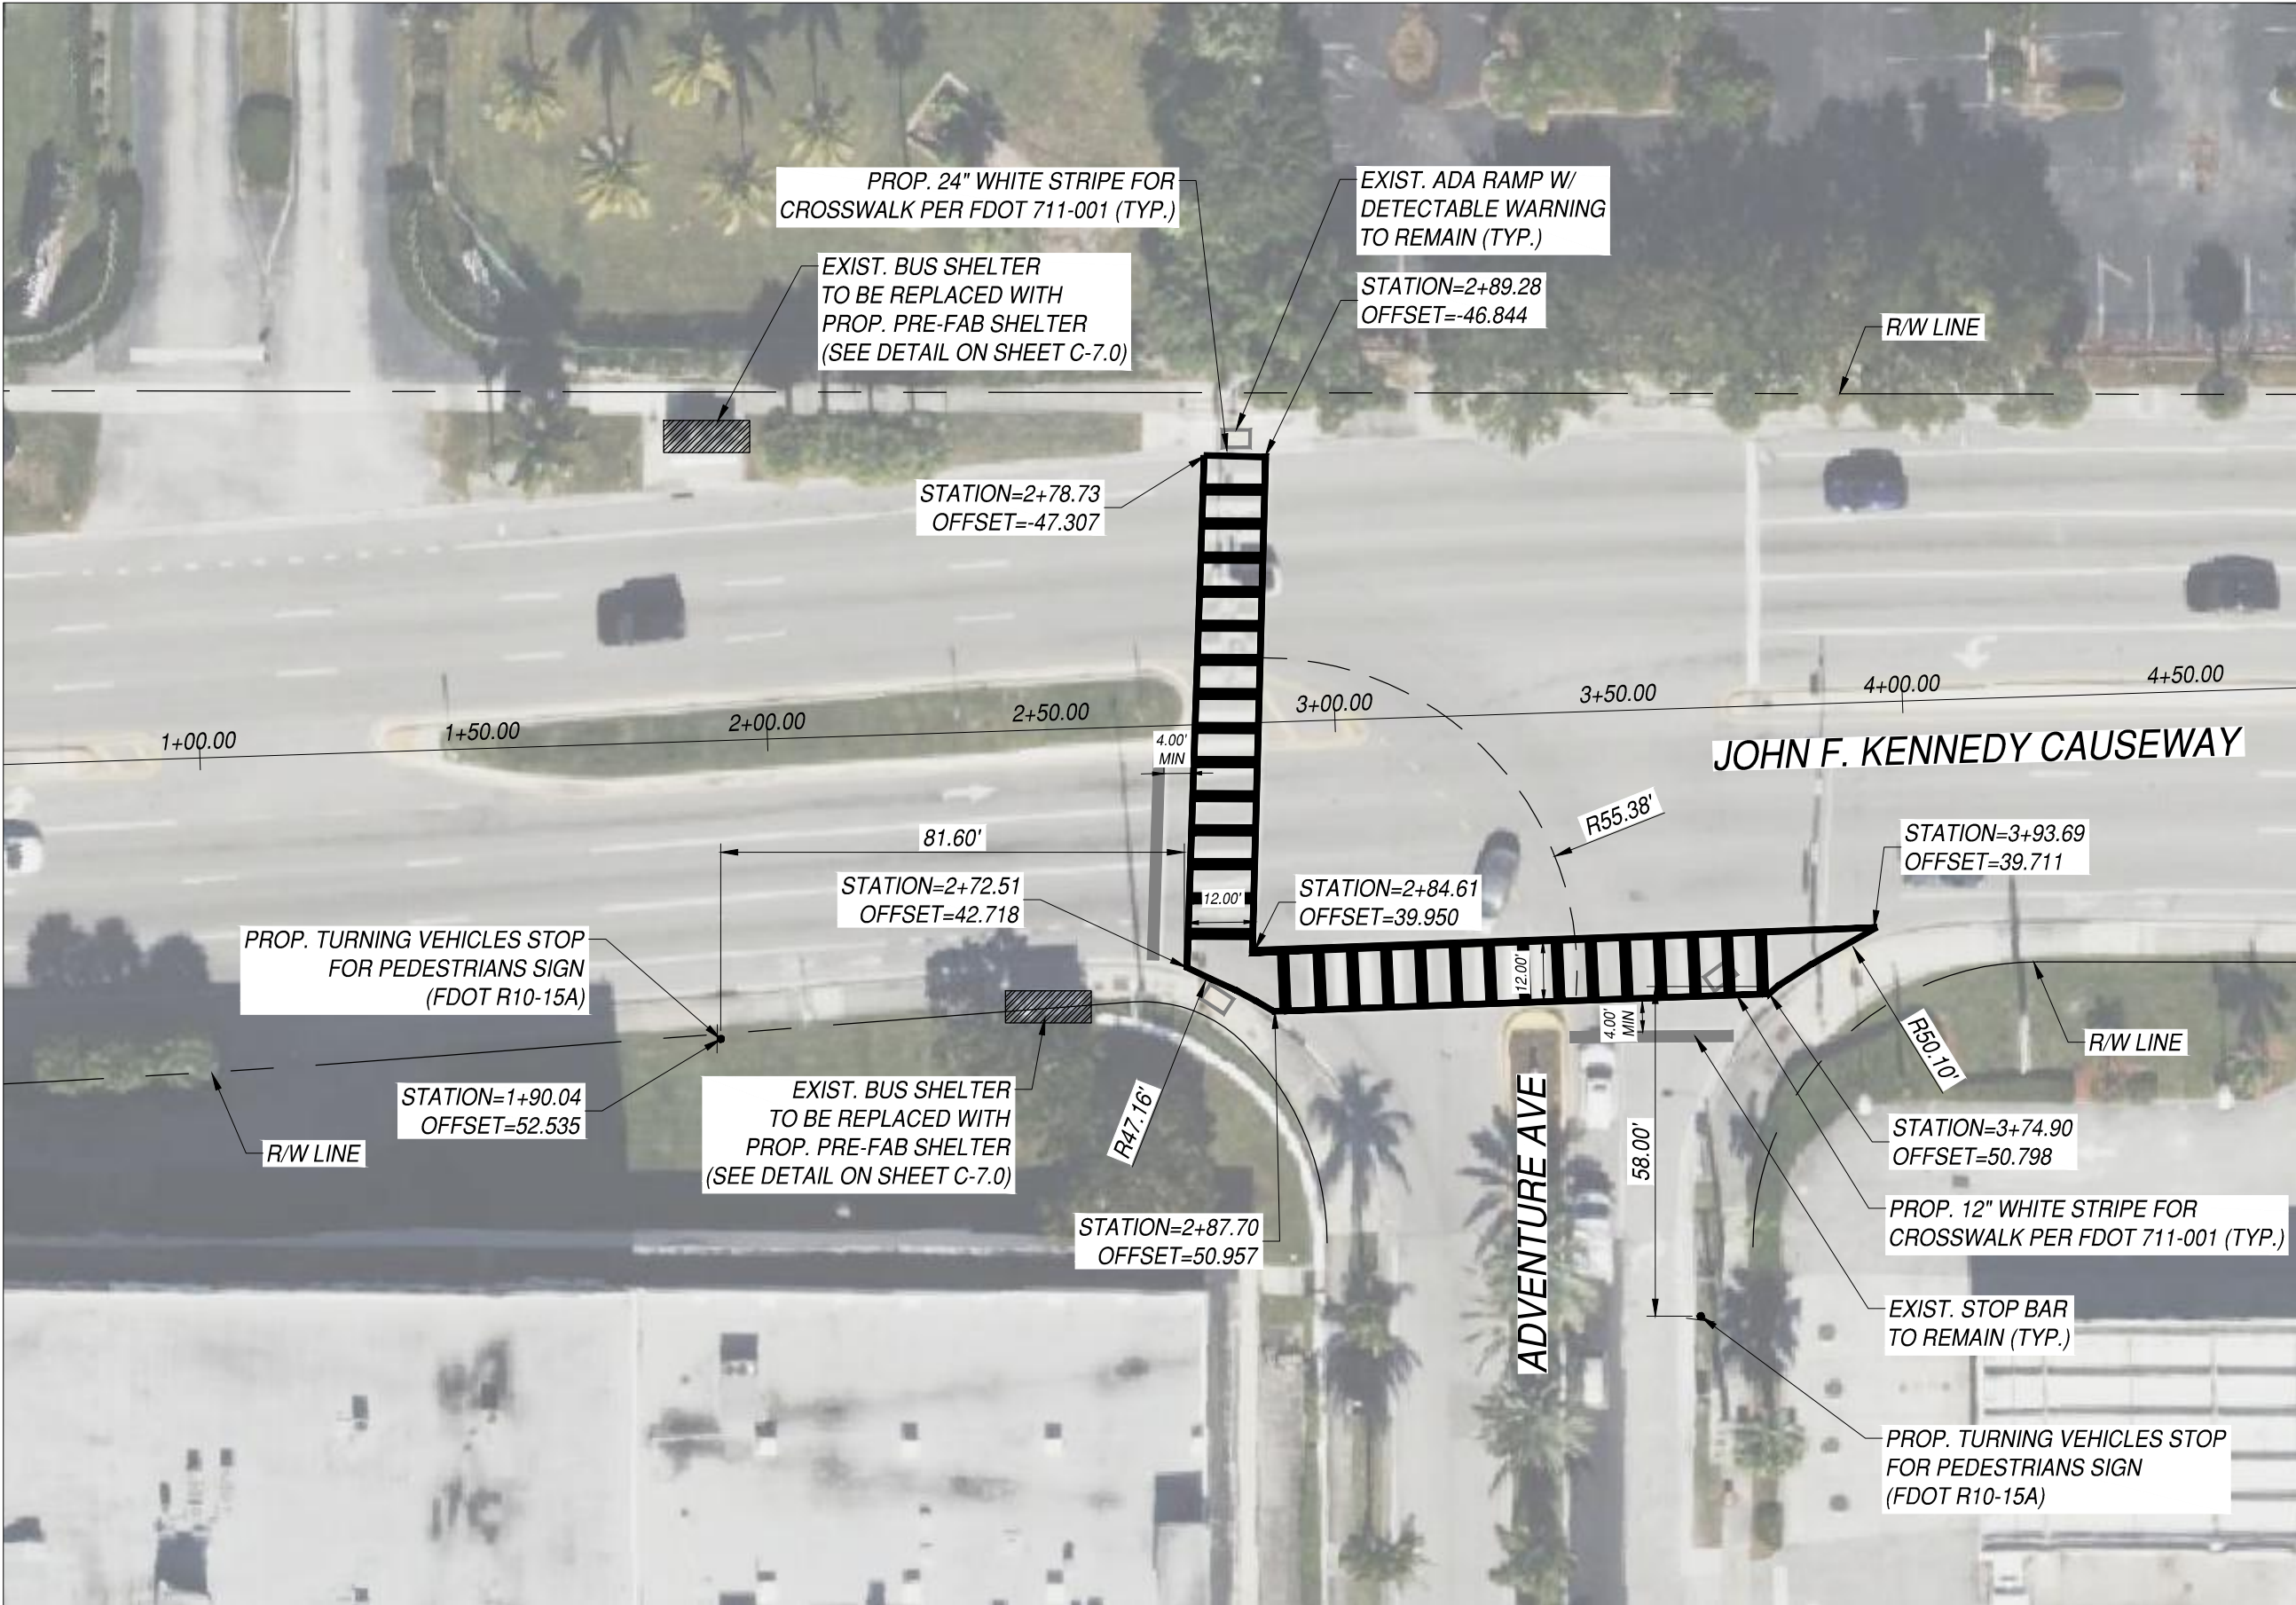 PROP. 24" WHITE STRIPE FOR
CROSSWALK PER FDOT 711-001 (TYP.)
EXIST. ADA RAMP W/
DETECTABLE WARNING
TO REMAIN (TYP.)
EXIST. BUS SHELTER
TO BE REPLACED WITH
PROP. PRE-FAB SHELTER
(SEE DETAIL ON SHEET C-7.0)
STATION=2+89.28
OFFSET=-46.844
R/W LINE
STATION=2+78.73
OFFSET=-47.307
1+00.00
1+50.00
2+00.00
2+50.00
3+00.00
3+50.00
4+00.00
4+50.00
JOHN F. KENNEDY CAUSEWAY
4.00'
MIN
81.60'
R55.38'
STATION=3+93.69
OFFSET=39.711
STATION=2+72.51
OFFSET=42.718
12.00'
STATION=2+84.61
OFFSET=39.950
PROP. TURNING VEHICLES STOP
FOR PEDESTRIANS SIGN
(FDOT R10-15A)
12.00'
4.00'
MIN
R50.10'
R/W LINE
STATION=1+90.04
OFFSET=52.535
R/W LINE
EXIST. BUS SHELTER
TO BE REPLACED WITH
PROP. PRE-FAB SHELTER
(SEE DETAIL ON SHEET C-7.0)
R47.16'
58.00'
STATION=3+74.90
OFFSET=50.798
ADVENTURE AVE
STATION=2+87.70
OFFSET=50.957
PROP. 12" WHITE STRIPE FOR
CROSSWALK PER FDOT 711-001 (TYP.)
EXIST. STOP BAR
TO REMAIN (TYP.)
PROP. TURNING VEHICLES STOP
FOR PEDESTRIANS SIGN
(FDOT R10-15A)